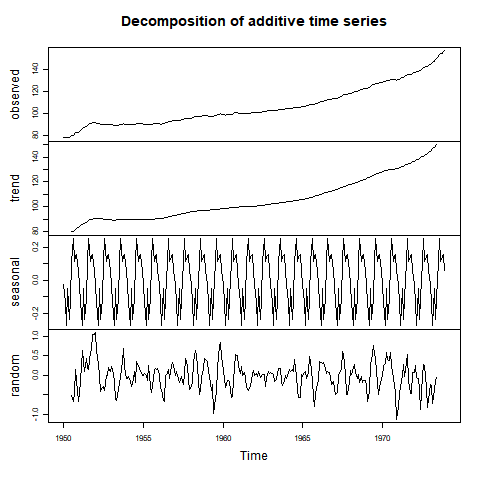 Decomposition of additive time series
observed
80 100 120 140
trend
80 100 120 140
seasonal
-0.2 0.0 0.2
random
-1.0 0.0 0.5 1.0
1950 1955 1960 1965 1970
Time